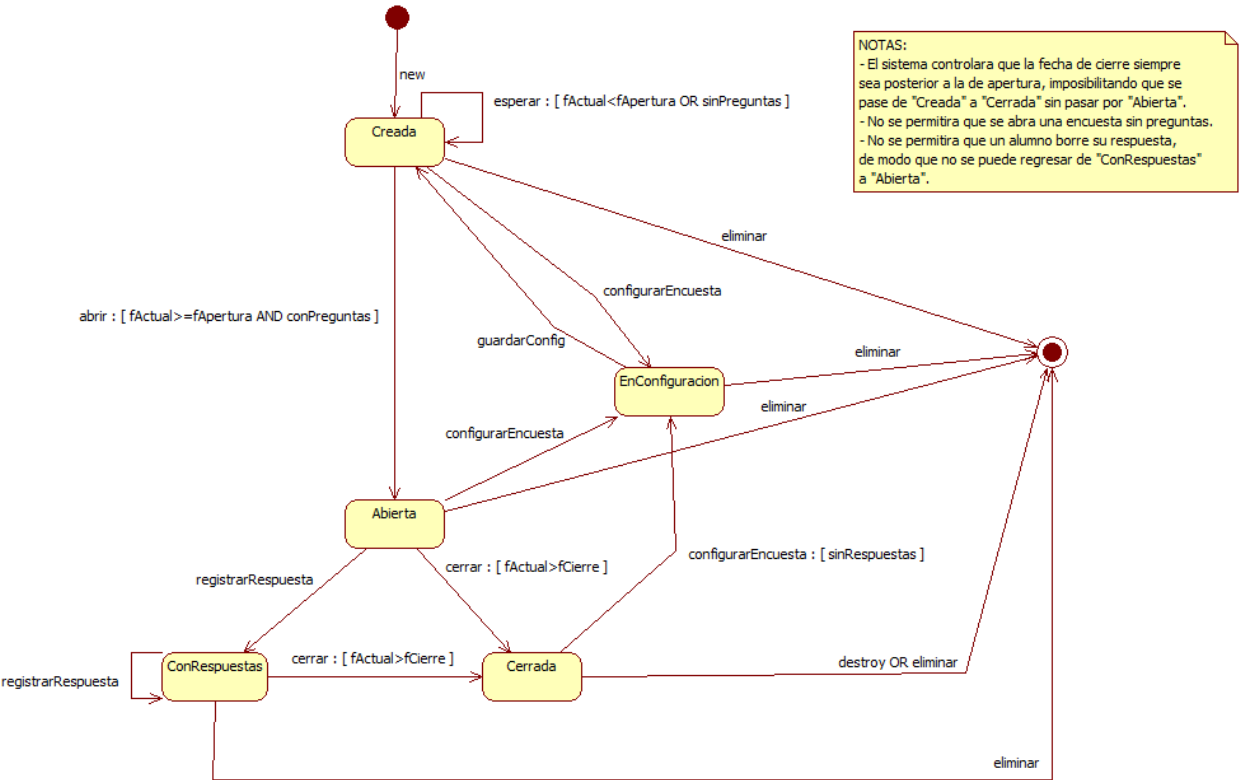 NOTAS:
- El sistema controlara que la fecha de cierre siempre
sea posterior a la de apertura, imposibilitando que se
pase de "Creada" a "Cerrada" sin pasar por "Abierta".
- No se permitira que se abra una encuesta sin preguntas.
- No se permitira que un alumno borre su respuesta,
de modo que no se puede regresar de "ConRespuestas"
a "Abierta".
new
esperar : [ fActual<fApertura OR sinPreguntas ]
Creada
eliminar
configurarEncuesta
abrir : [ fActual>=fApertura AND conPreguntas ]
guardarConfig
eliminar
EnConfiguracion
eliminar
configurarEncuesta
Abierta
configurarEncuesta : [ sinRespuestas ]
cerrar : [ fActual>fCierre ]
registrarRespuesta
cerrar : [ fActual>fCierre ]
destroy OR eliminar
ConRespuestas
Cerrada
registrarRespuesta
eliminar